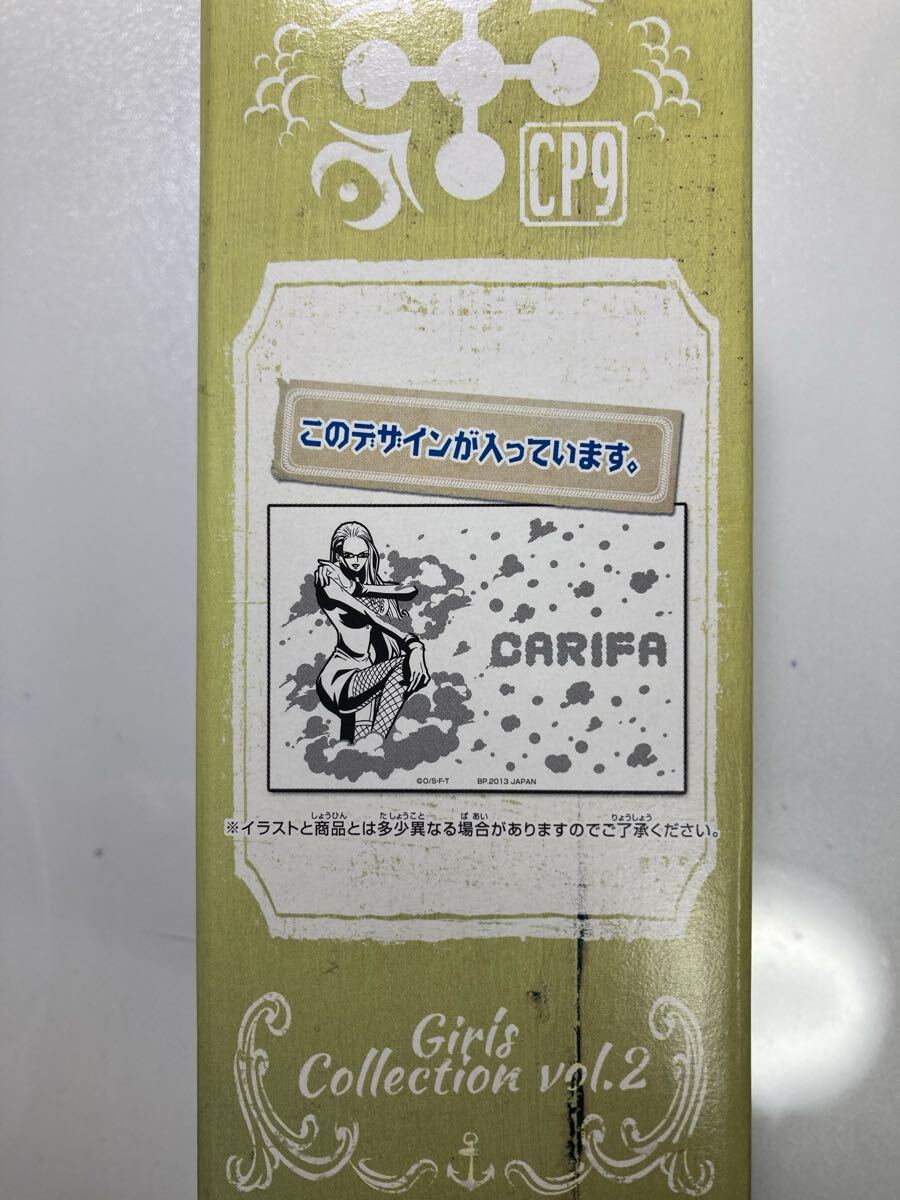 CP9
このデザインが入っています。
CARIFA
©O/S・F・T BP.2013 JAPAN
※イラストと商品とは多少異なる場合がありますのでご了承ください。
Girls
Collection vol.2